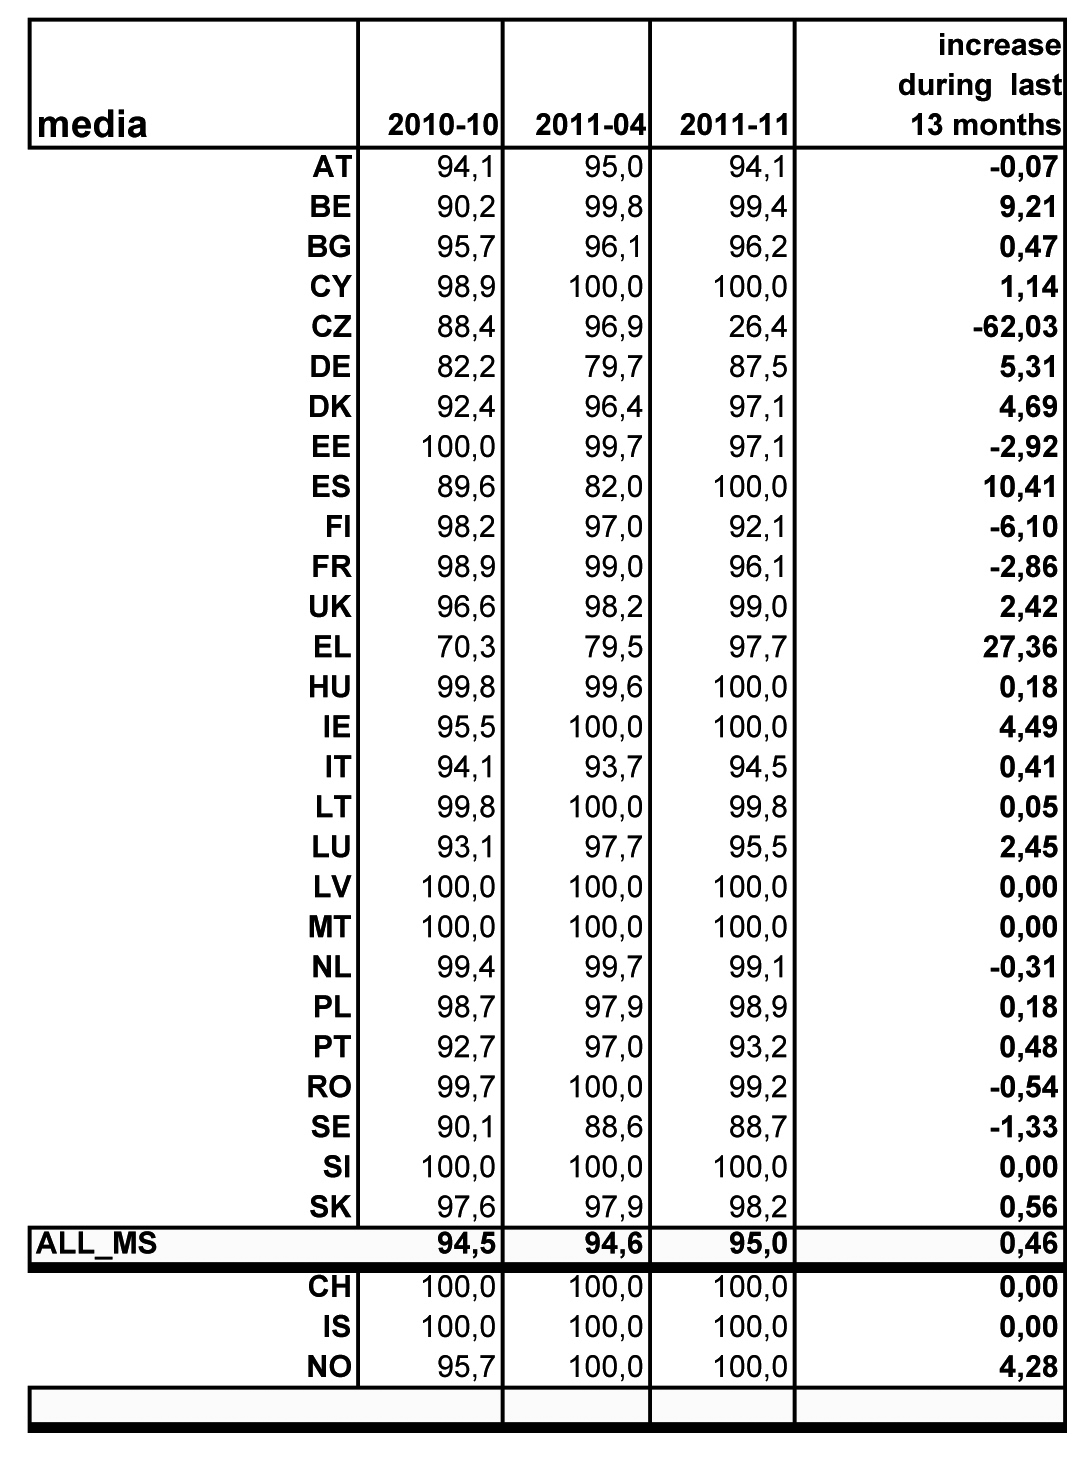 increase
during last
media 2010-10 2011-04 2011-11 13 months
AT 94,1 95,0 94,1 -0,07
BE 90,2 99,8 99,4 9,21
BG 95,7 96,1 96,2 0,47
CY 98,9 100,0 100,0 1,14
CZ 88,4 96,9 26,4 -62,03
DE 82,2 79,7 87,5 5,31
DK 92,4 96,4 97,1 4,69
EE 100,0 99,7 97,1 -2,92
ES 89,6 82,0 100,0 10,41
FI 98,2 97,0 92,1 -6,10
FR 98,9 99,0 96,1 -2,86
UK 96,6 98,2 99,0 2,42
EL 70,3 79,5 97,7 27,36
HU 99,8 99,6 100,0 0,18
IE 95,5 100,0 100,0 4,49
IT 94,1 93,7 94,5 0,41
LT 99,8 100,0 99,8 0,05
LU 93,1 97,7 95,5 2,45
LV 100,0 100,0 100,0 0,00
MT 100,0 100,0 100,0 0,00
NL 99,4 99,7 99,1 -0,31
PL 98,7 97,9 98,9 0,18
PT 92,7 97,0 93,2 0,48
RO 99,7 100,0 99,2 -0,54
SE 90,1 88,6 88,7 -1,33
SI 100,0 100,0 100,0 0,00
SK 97,6 97,9 98,2 0,56
ALL_MS 94,5 94,6 95,0 0,46
CH 100,0 100,0 100,0 0,00
IS 100,0 100,0 100,0 0,00
NO 95,7 100,0 100,0 4,28